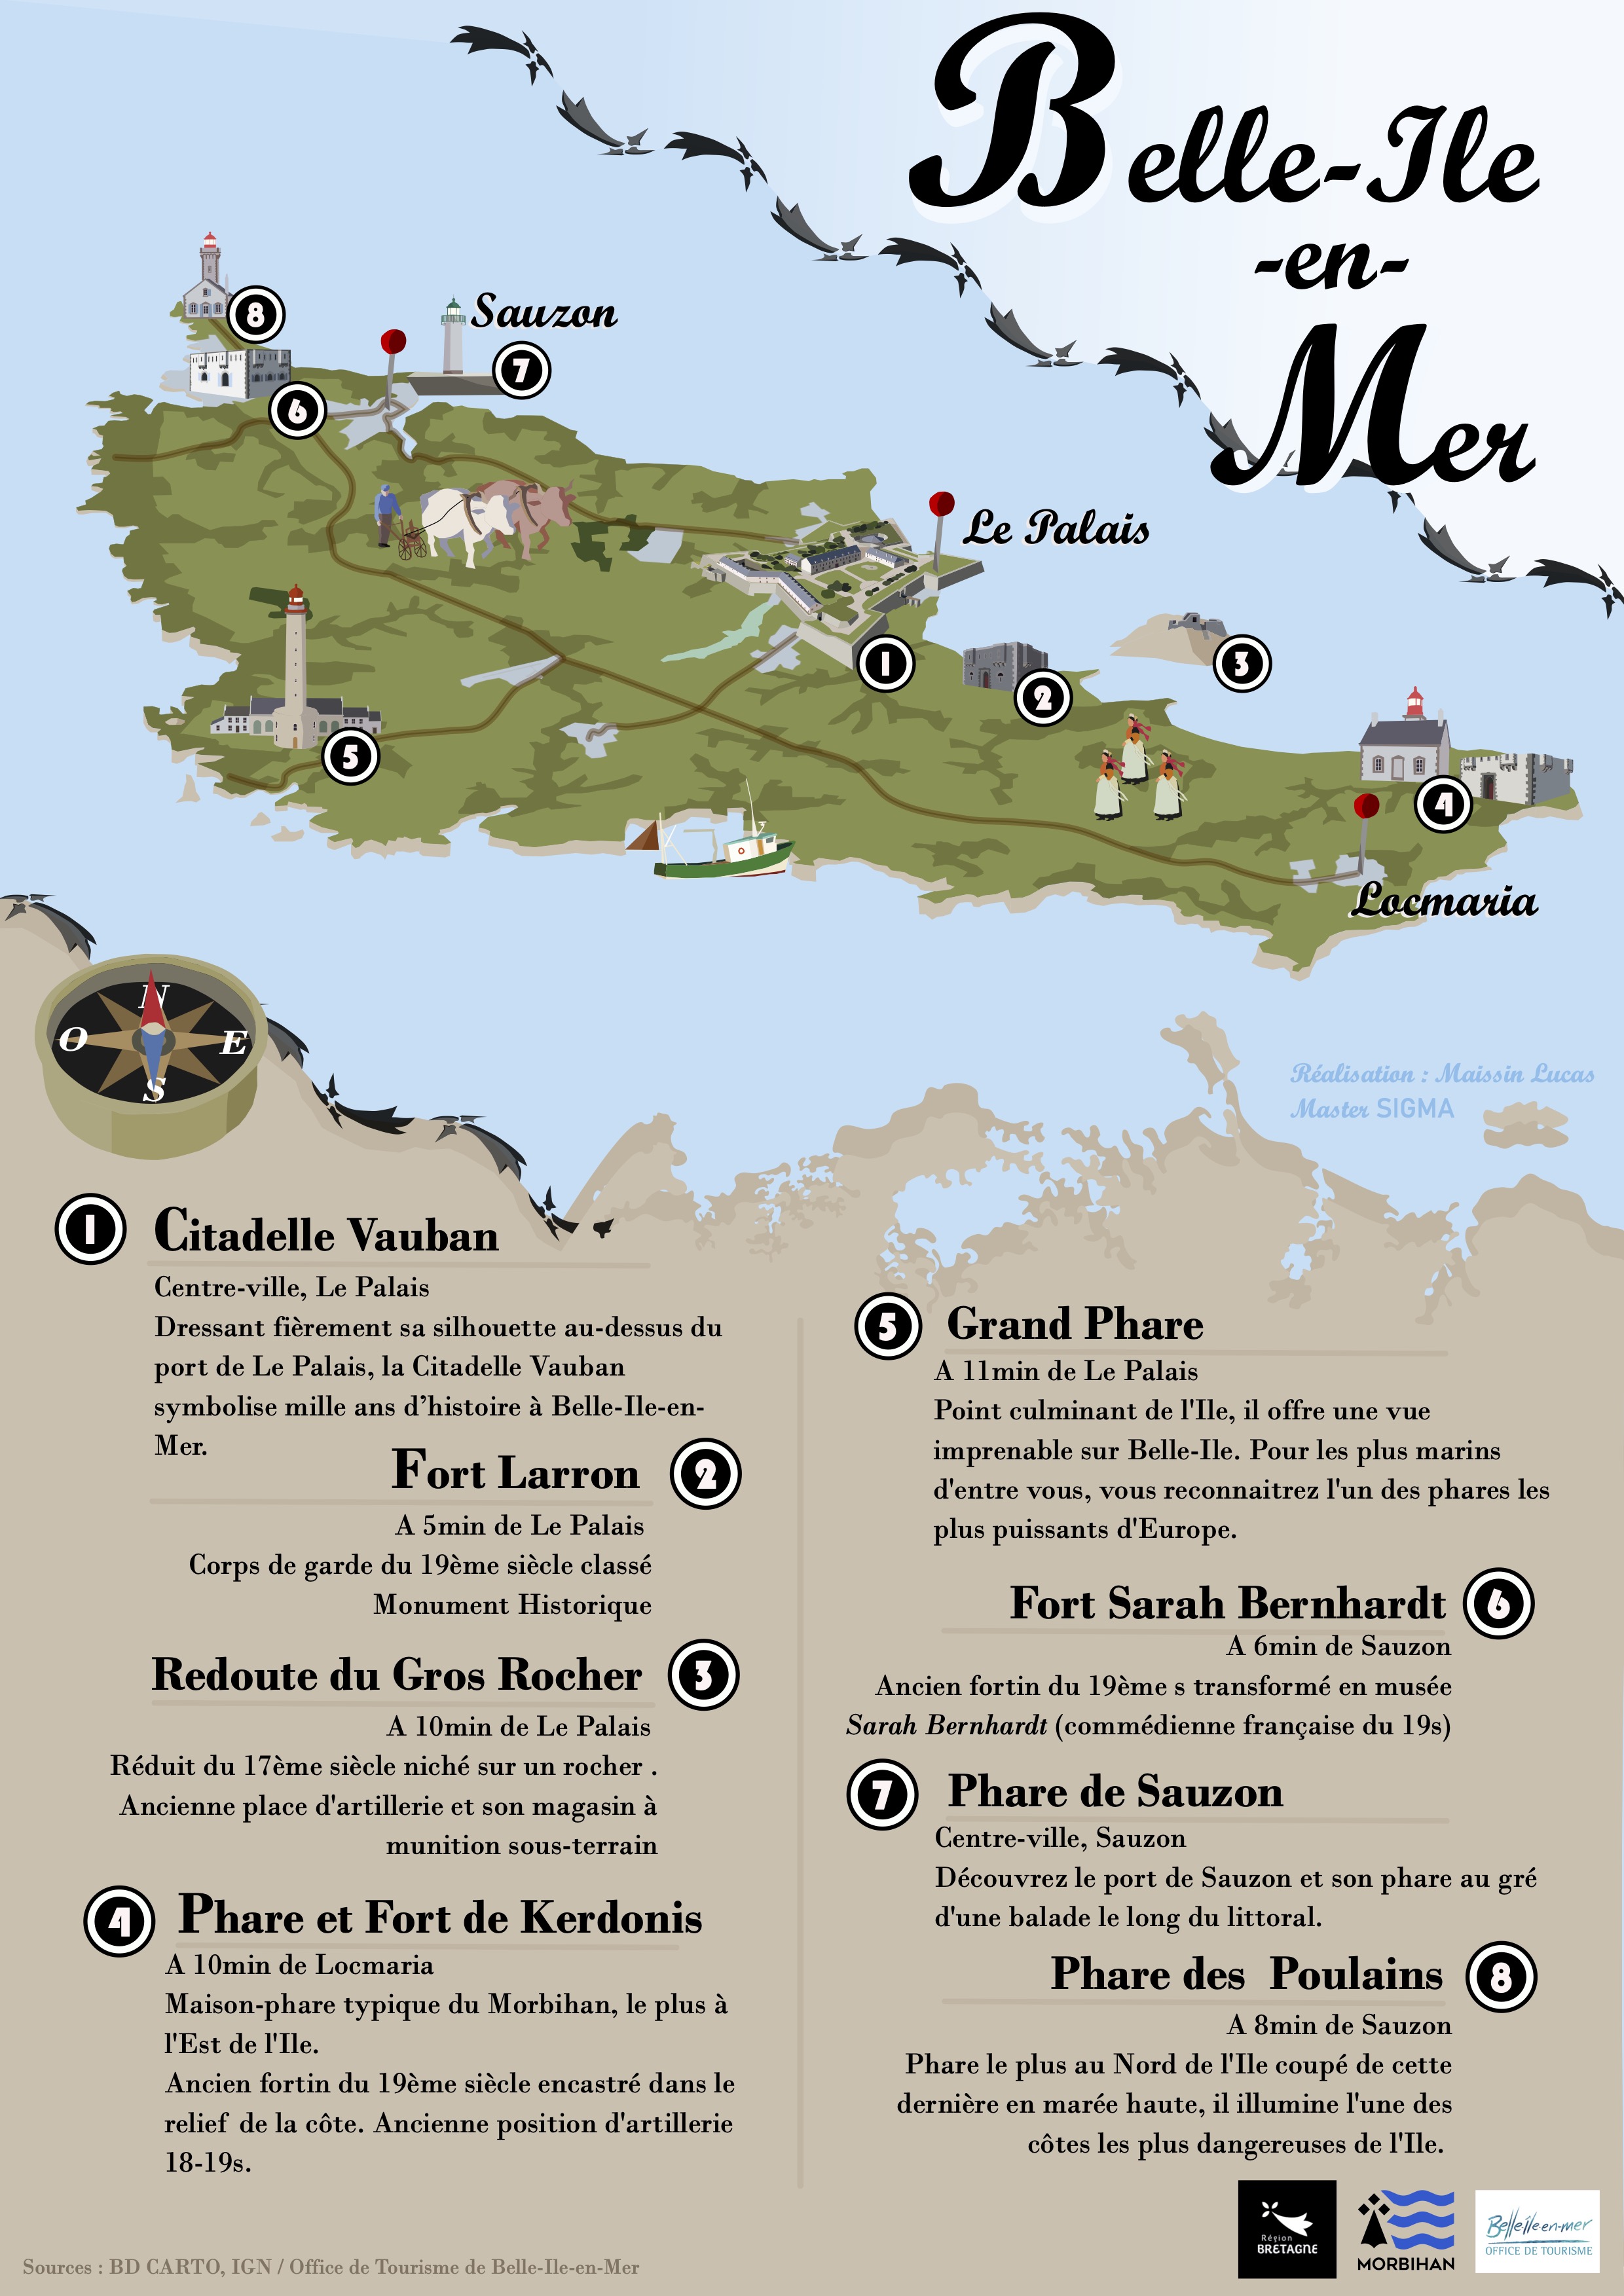 Belle-Ile
-en-
Mer
8
Sauzon
7
6
Le Palais
1
2
3
5
4
Locmaria
N
O
E
S
Réalisation : Maissin Lucas
Master SIGMA
1 Citadelle Vauban
Centre-ville, Le Palais
Dressant fièrement sa silhouette au-dessus du
port de Le Palais, la Citadelle Vauban
symbolise mille ans d’histoire à Belle-Ile-en-
Mer.
Fort Larron 2
A 5min de Le Palais
Corps de garde du 19ème siècle classé
Monument Historique
Redoute du Gros Rocher 3
A 10min de Le Palais
Réduit du 17ème siècle niché sur un rocher .
Ancienne place d'artillerie et son magasin à
munition sous-terrain
4 Phare et Fort de Kerdonis
A 10min de Locmaria
Maison-phare typique du Morbihan, le plus à
l'Est de l'Ile.
Ancien fortin du 19ème siècle encastré dans le
relief de la côte. Ancienne position d'artillerie
18-19s.
5 Grand Phare
A 11min de Le Palais
Point culminant de l'Ile, il offre une vue
imprenable sur Belle-Ile. Pour les plus marins
d'entre vous, vous reconnaitrez l'un des phares les
plus puissants d'Europe.
Fort Sarah Bernhardt 6
A 6min de Sauzon
Ancien fortin du 19ème s transformé en musée
Sarah Bernhardt (commédienne française du 19s)
7 Phare de Sauzon
Centre-ville, Sauzon
Découvrez le port de Sauzon et son phare au gré
d'une balade le long du littoral.
Phare des Poulains 8
A 8min de Sauzon
Phare le plus au Nord de l'Ile coupé de cette
dernière en marée haute, il illumine l'une des
côtes les plus dangereuses de l'Ile.
Région
BRETAGNE
MORBIHAN
Belle île en-mer
OFFICE DE TOURISME
Sources : BD CARTO, IGN / Office de Tourisme de Belle-Ile-en-Mer